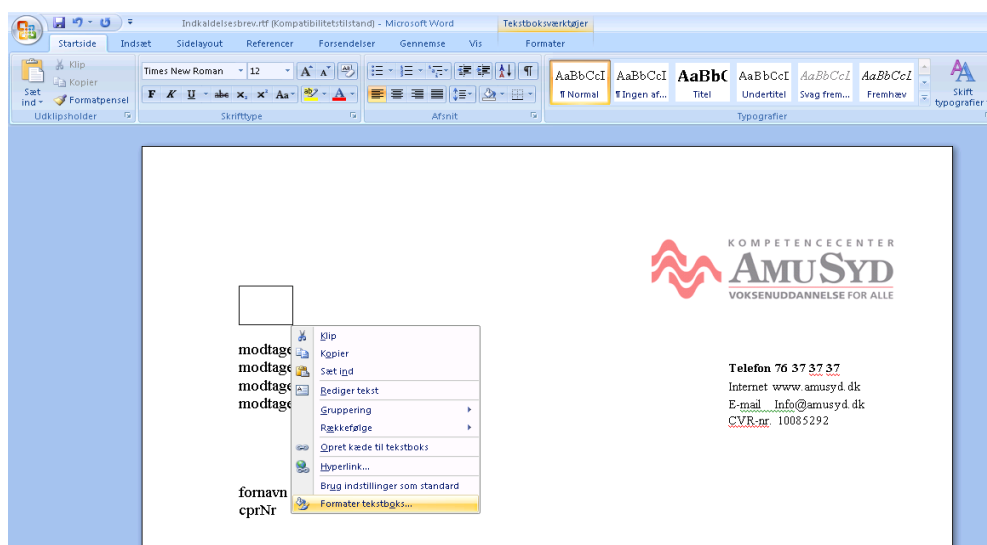 Indkaldelsesbrev.rtf (Kompatibilitetstilstand) - Microsoft Word Tekstboksværktøjer
Startside Indsæt Sidelayout Referencer Forsendelser Gennemse Vis Formater
Sæt ind
Klip
Kopier
Formatpensel
Udklipsholder
Times New Roman 12
F K U abe x, x² Aa
Skrifttype
Afsnit
AaBbCcI AaBbCcI AaBbC AaBbCcI AaBbCcL AaBbCcL
¶ Normal ¶ Ingen af... Titel Undertitel Svag frem... Fremhæv
Typografier
Skift
typografier
KOMPETENCECENTER
AMUSYD
VOKSENUDDANNELSE FOR ALLE
modtage
modtage
modtage
modtage
Klip
Kopier
Sæt ind
Rediger tekst
Gruppering
Rækkefølge
Opret kæde til tekstboks
Hyperlink...
Brug indstillinger som standard
Formater tekstboks...
Telefon 76 37 37 37
Internet www.amusyd.dk
E-mail Info@amusyd.dk
CVR-nr. 10085292
fornavn
cprNr